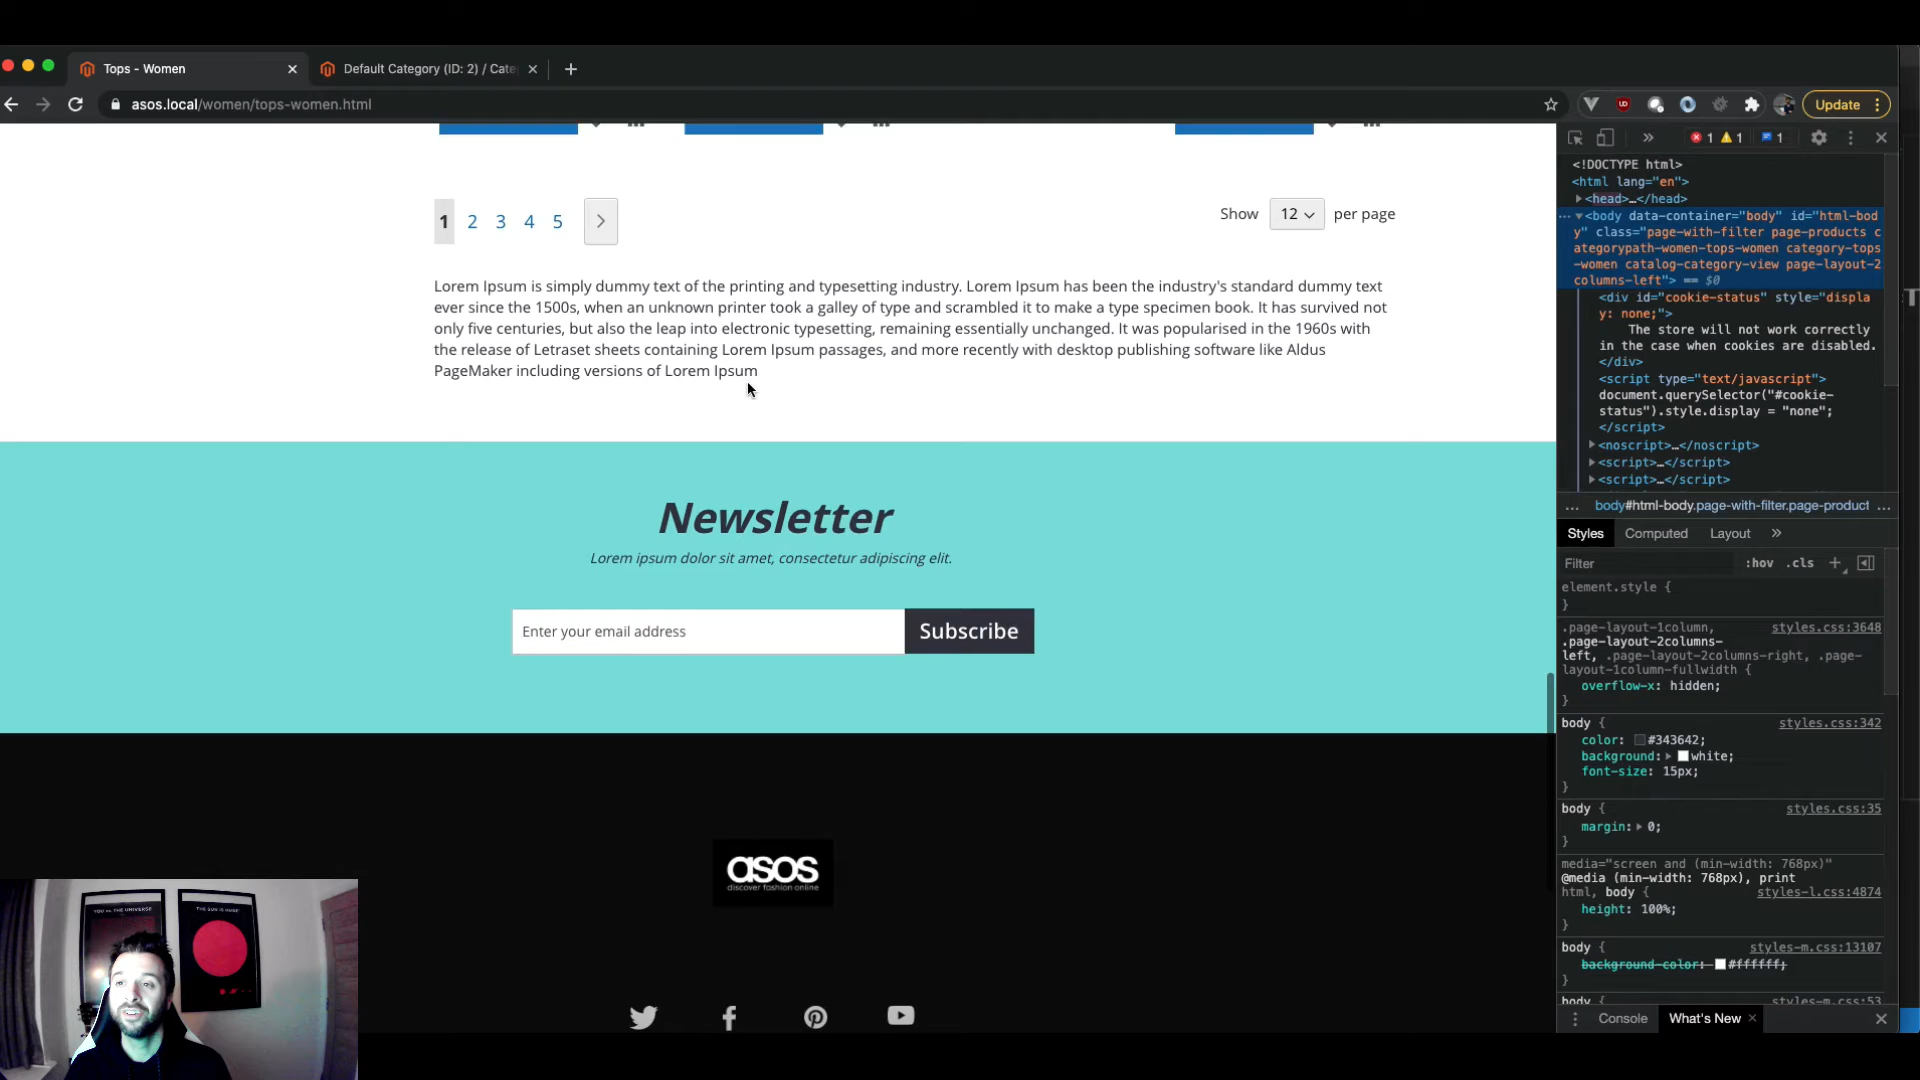 Tops - Women
Default Category (ID: 2) / Cate
asos.local/women/tops-women.html
Update
1 2 3 4 5
Show 12 per page
Lorem Ipsum is simply dummy text of the printing and typesetting industry. Lorem Ipsum has been the industry's standard dummy text
ever since the 1500s, when an unknown printer took a galley of type and scrambled it to make a type specimen book. It has survived not
only five centuries, but also the leap into electronic typesetting, remaining essentially unchanged. It was popularised in the 1960s with
the release of Letraset sheets containing Lorem Ipsum passages, and more recently with desktop publishing software like Aldus
PageMaker including versions of Lorem Ipsum
Newsletter
Lorem ipsum dolor sit amet, consectetur adipiscing elit.
Enter your email address
Subscribe
asos
discover fashion online
YOU vs. THE UNIVERSE
THE SUN IS HUGE
1 1 1
<!DOCTYPE html>
<html lang="en">
<head>…</head>
<body data-container="body" id="html-bod
y" class="page-with-filter page-products c
ategorypath-women-tops-women category-tops
-women catalog-category-view page-layout-2
columns-left"> == $0
<div id="cookie-status" style="displa
y: none;">
The store will not work correctly
in the case when cookies are disabled.
</div>
<script type="text/javascript">
document.querySelector("#cookie-
status").style.display = "none";
</script>
<noscript>…</noscript>
<script>…</script>
<script>…</script>
… body#html-body.page-with-filter.page-product …
Styles Computed Layout
Filter :hov .cls
element.style {
}
.page-layout-1column, styles.css:3648
.page-layout-2columns-
left, .page-layout-2columns-right, .page-
layout-1column-fullwidth {
overflow-x: hidden;
}
body { styles.css:342
color: #343642;
background: white;
font-size: 15px;
}
body { styles.css:35
margin: 0;
}
media="screen and (min-width: 768px)"
@media (min-width: 768px), print
html, body { styles-l.css:4874
height: 100%;
}
body { styles-m.css:13107
background-color: #ffffff;
}
body { styles-m.css:53
Console What's New